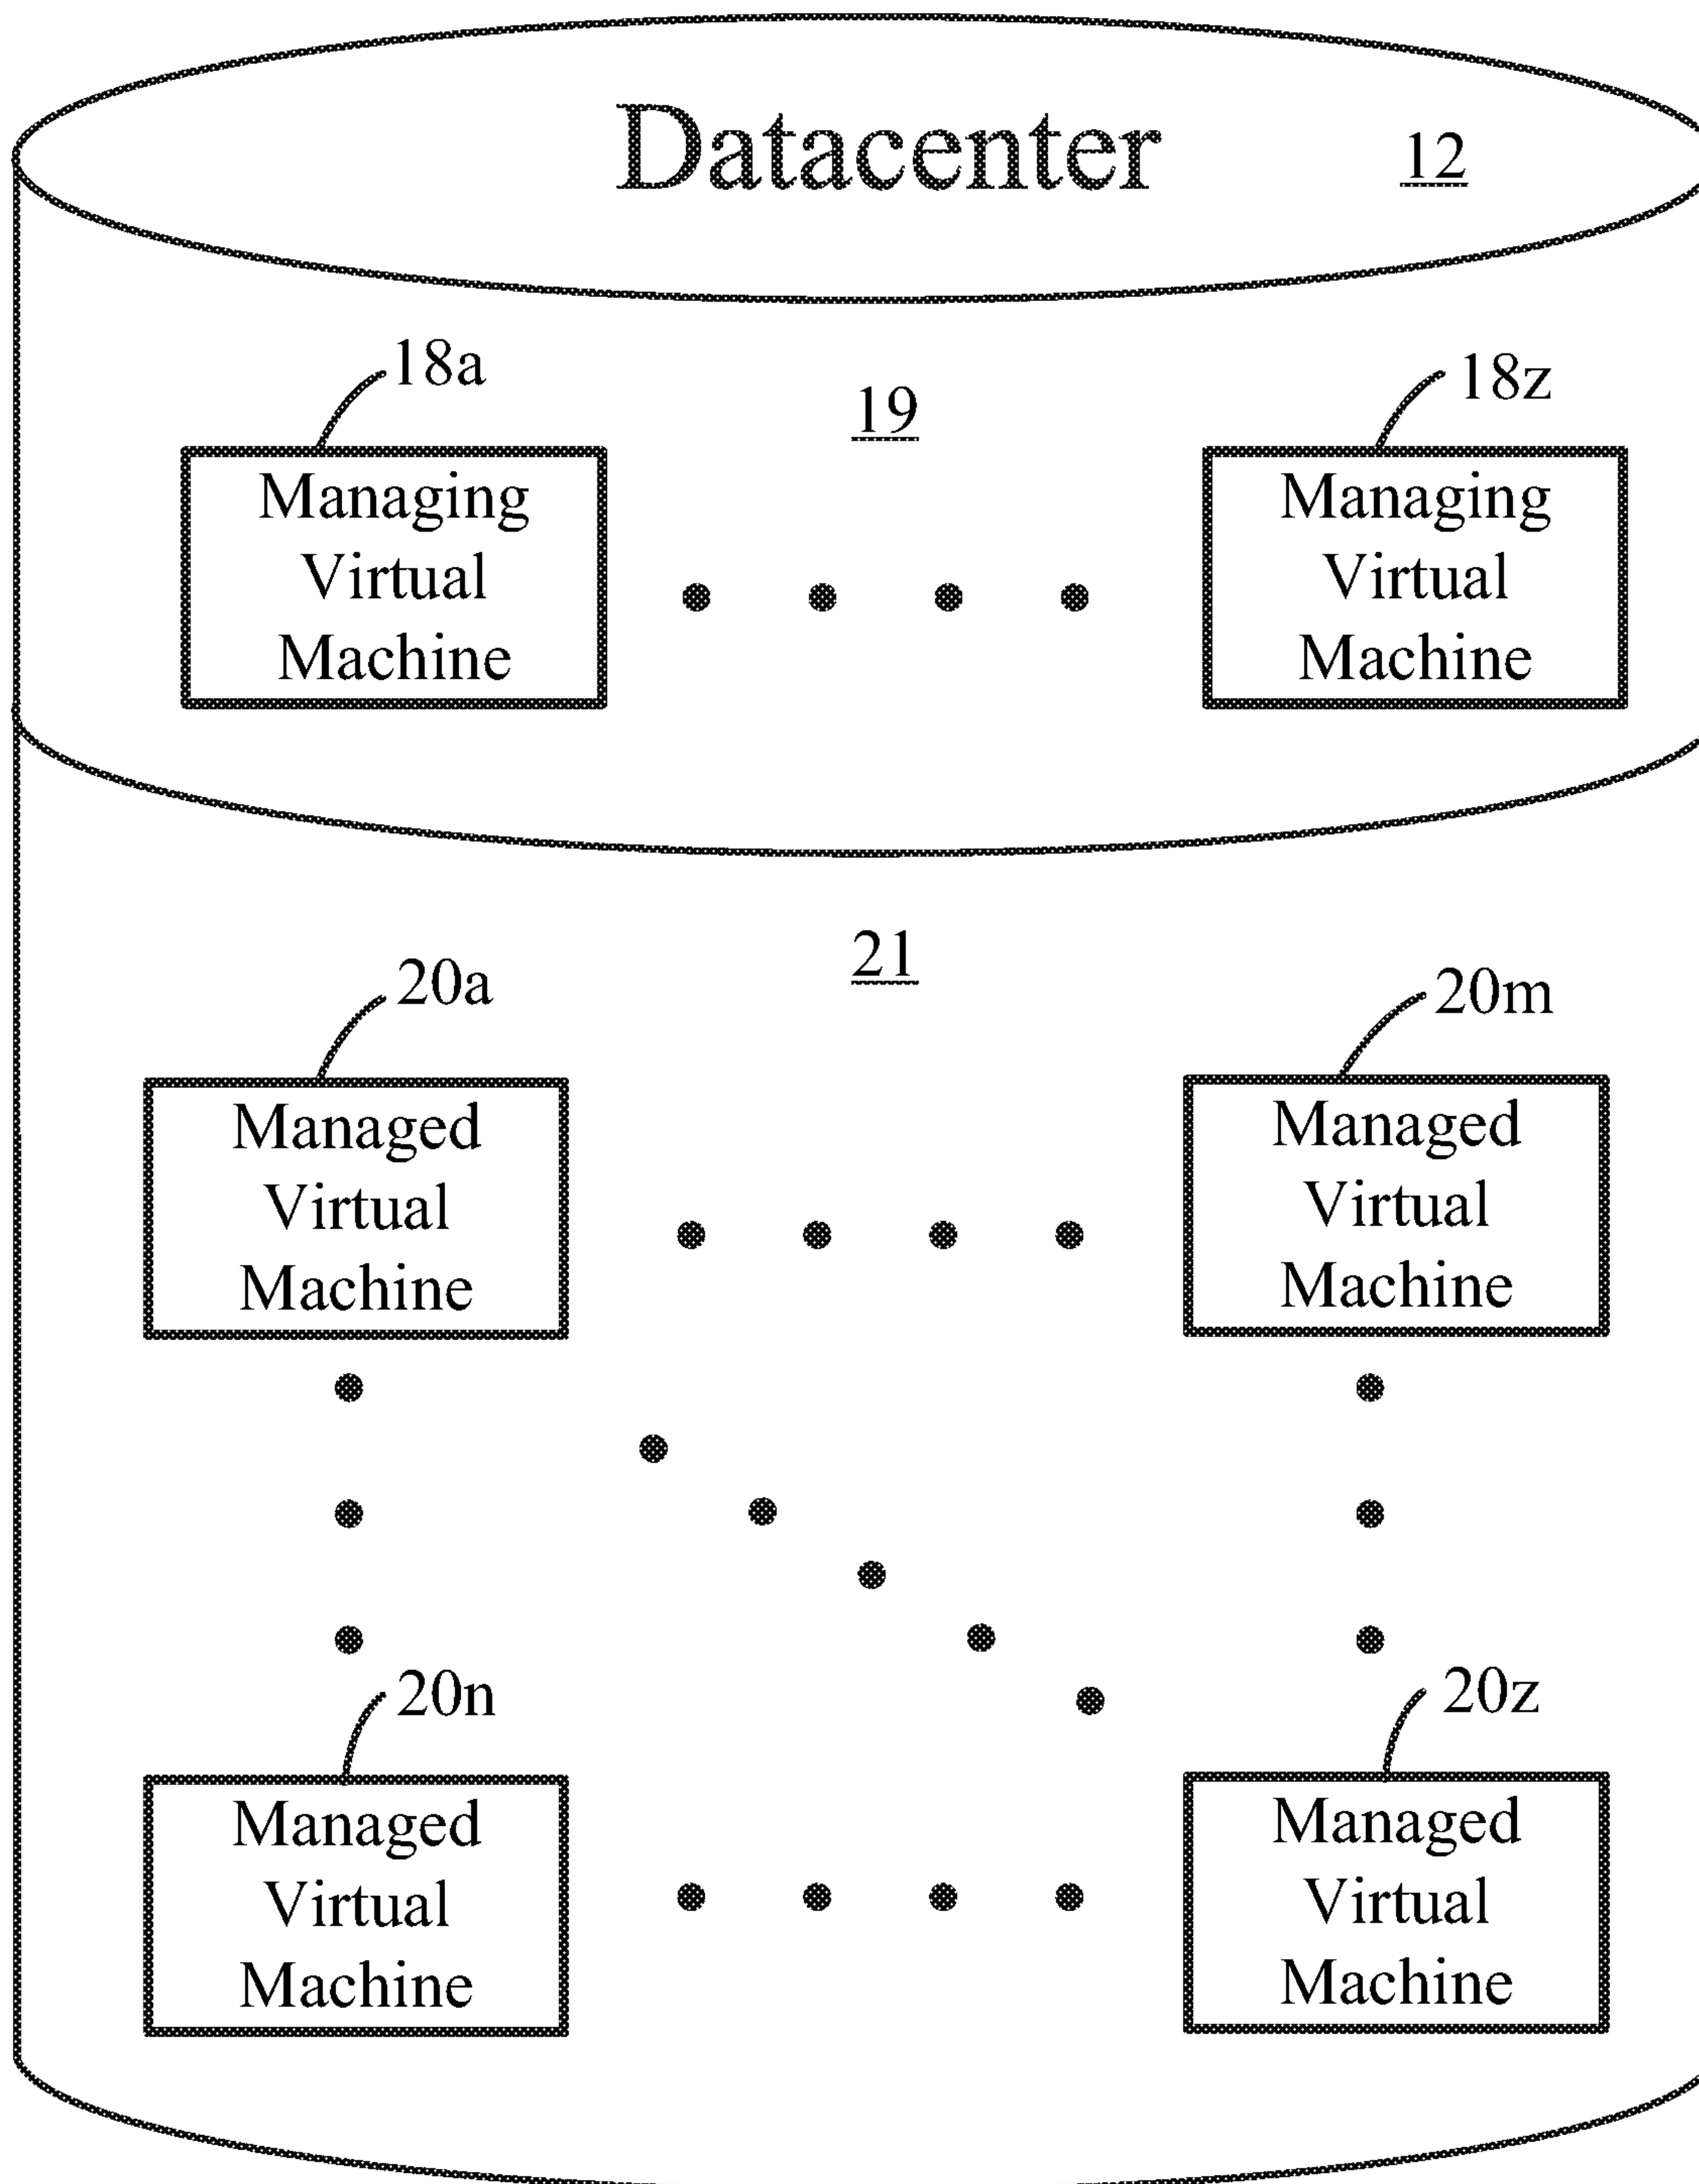 Datacenter 12
18a
19
18z
Managing
Virtual
Machine
Managing
Virtual
Machine
21
20a
20m
Managed
Virtual
Machine
Managed
Virtual
Machine
20n
20z
Managed
Virtual
Machine
Managed
Virtual
Machine